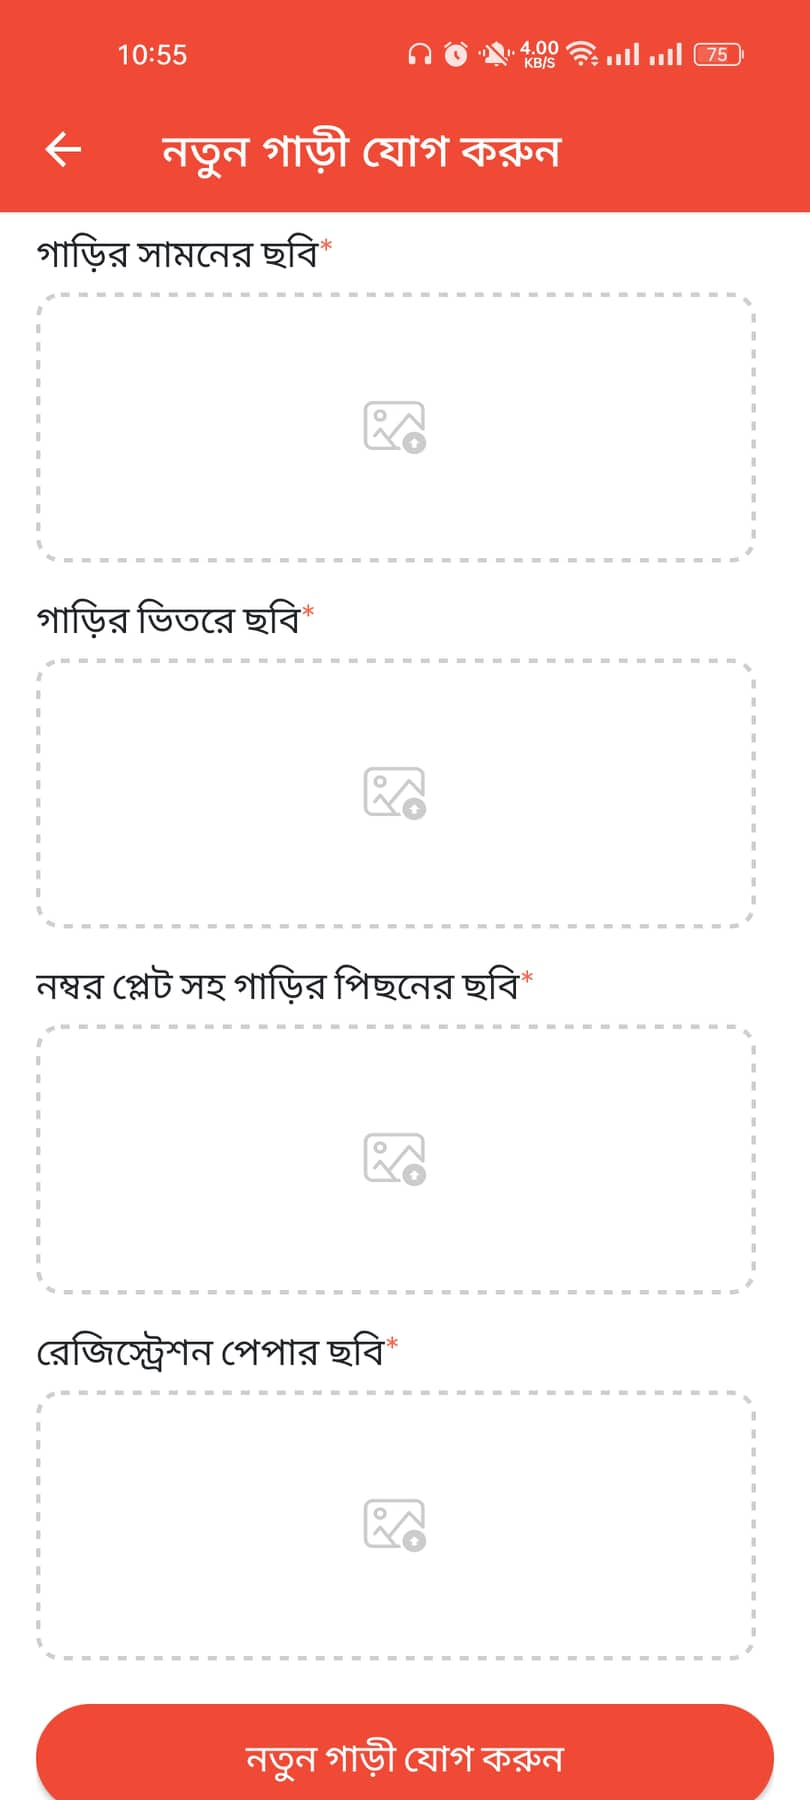 10:55
4.00
KB/S
75
নতুন গাড়ী যোগ করুন
গাড়ির সামনের ছবি*
গাড়ির ভিতরে ছবি*
নম্বর প্লেট সহ গাড়ির পিছনের ছবি*
রেজিস্ট্রেশন পেপার ছবি*
নতুন গাড়ী যোগ করুন